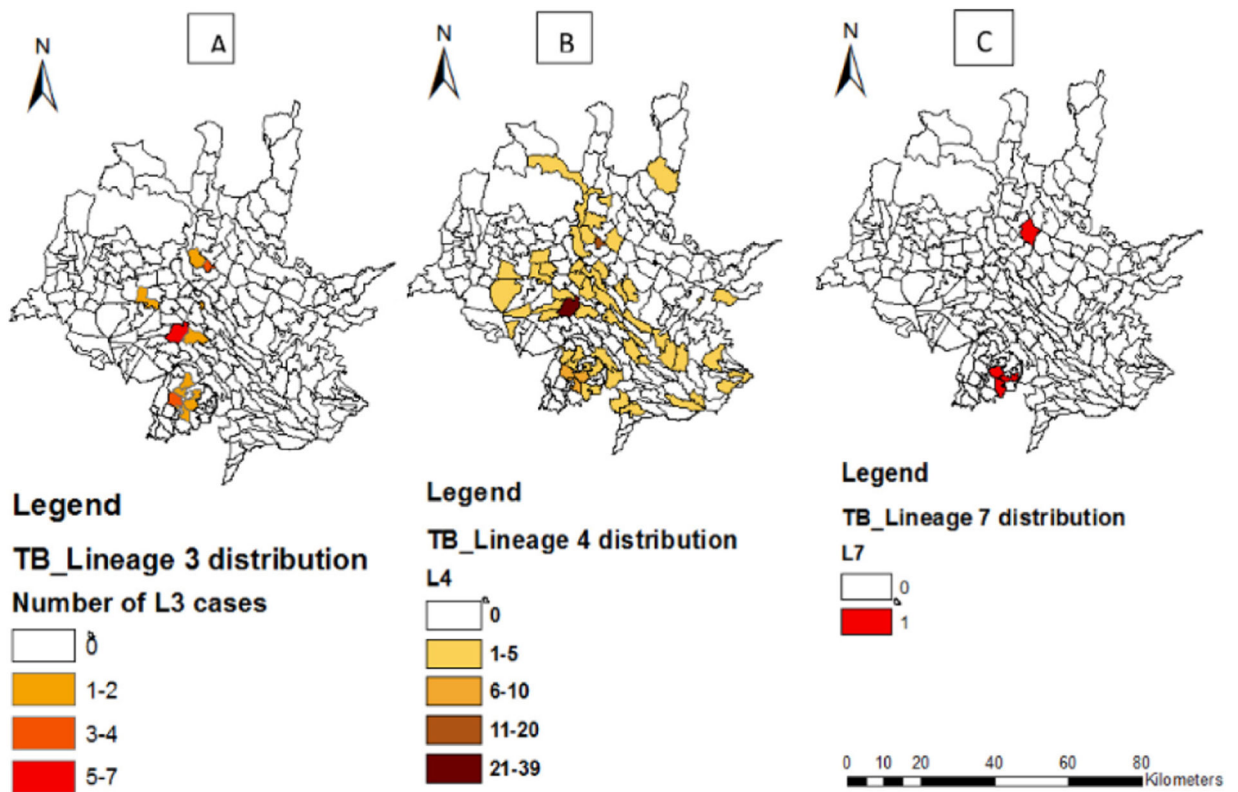 A
B
C
N
N
N
Legend
TB_Lineage 3 distribution
Number of L3 cases
0
1-2
3-4
5-7
Legend
TB_Lineage 4 distribution
L4
0
1-5
6-10
11-20
21-39
Legend
TB_Lineage 7 distribution
L7
0
1
0 10 20 40 60 80
Kilometers